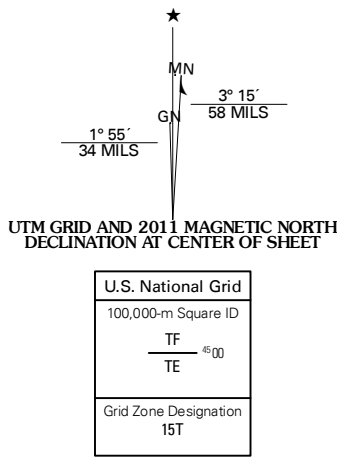 ★
MN
3° 15´
58 MILS
GN
1° 55´
34 MILS
UTM GRID AND 2011 MAGNETIC NORTH
DECLINATION AT CENTER OF SHEET
U.S. National Grid
100,000-m Square ID
TF
4500
TE
Grid Zone Designation
15T